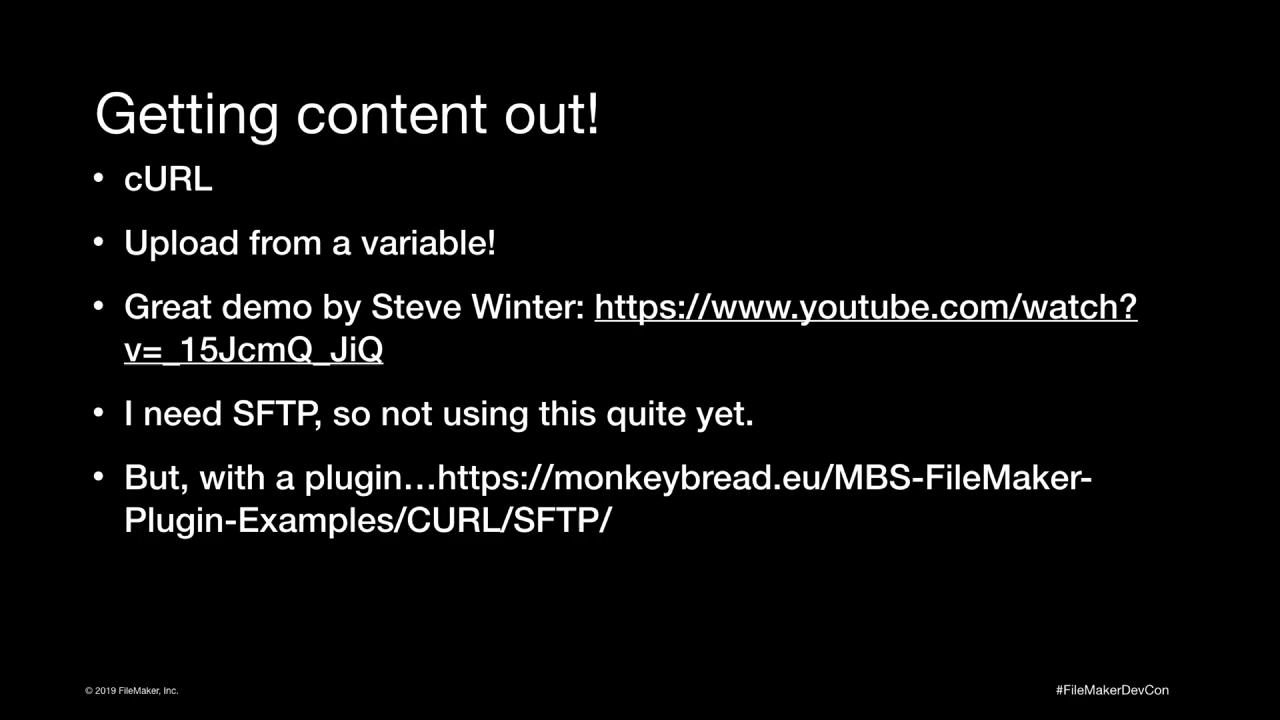 Getting content out!
• cURL
• Upload from a variable!
• Great demo by Steve Winter: https://www.youtube.com/watch?
v=_15JcmQ_JiQ
• I need SFTP, so not using this quite yet.
• But, with a plugin…https://monkeybread.eu/MBS-FileMaker-
Plugin-Examples/CURL/SFTP/
© 2019 FileMaker, Inc.
#FileMakerDevCon